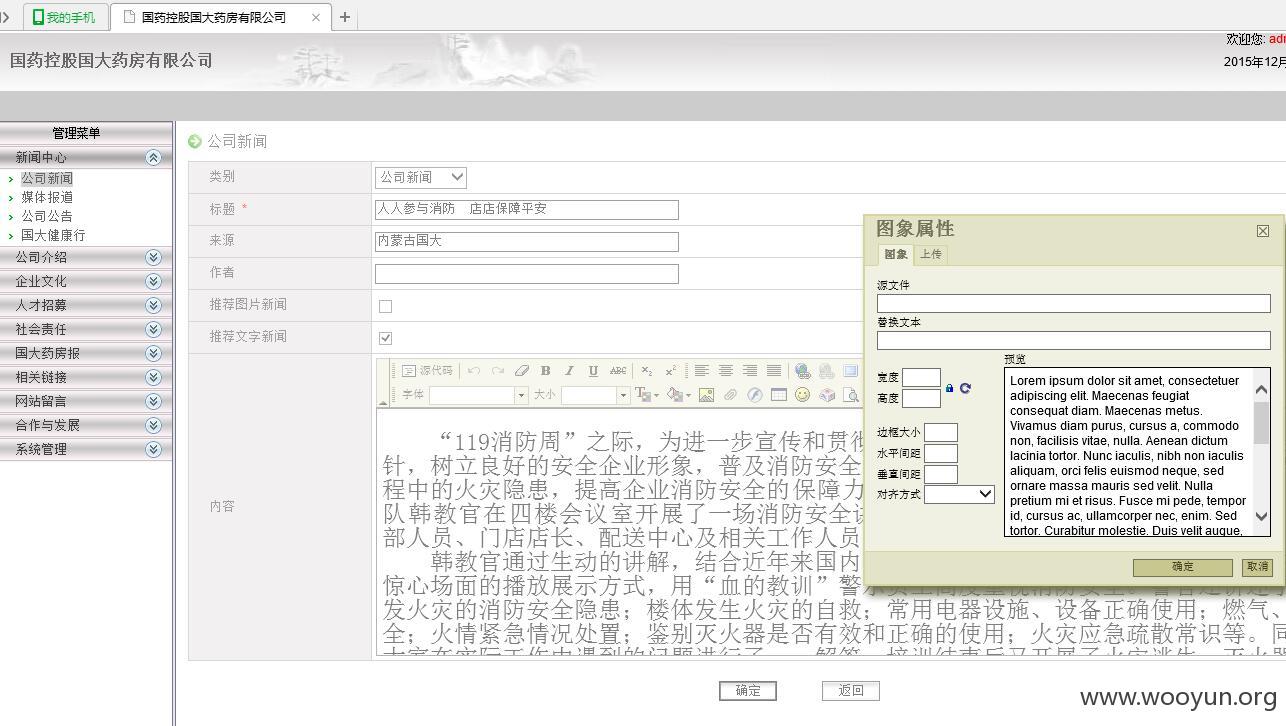 我的手机
国药控股国大药房有限公司
国药控股国大药房有限公司
欢迎您:
2015年12月
管理菜单
新闻中心
公司新闻
媒体报道
公司公告
国大健康行
公司介绍
企业文化
人才招募
社会责任
国大药房报
相关链接
网站留言
合作与发展
系统管理
公司新闻
类别
公司新闻
标题 *
人人参与消防 店店保障平安
来源
内蒙古国大
作者
推荐图片新闻
推荐文字新闻
内容
源代码
B I U ABC x₂ x²
字体
大小
“119消防周”之际，为进一步宣传和贯彻
针，树立良好的安全企业形象，普及消防安全
程中的火灾隐患，提高企业消防安全的保障力
队韩教官在四楼会议室开展了一场消防安全讲
部人员、门店店长、配送中心及相关工作人员
韩教官通过生动的讲解，结合近年来国内
惊心场面的播放展示方式，用“血的教训”警
发火灾的消防安全隐患；楼体发生火灾的自救；常用电器设施、设备正确使用；燃气、
全；火情紧急情况处置；鉴别灭火器是否有效和正确的使用；火灾应急疏散常识等。同
图象属性
图象
上传
源文件
替换文本
宽度
高度
边框大小
水平间距
垂直间距
对齐方式
预览
Lorem ipsum dolor sit amet, consectetuer
adipiscing elit. Maecenas feugiat
consequat diam. Maecenas metus.
Vivamus diam purus, cursus a, commodo
non, facilisis vitae, nulla. Aenean dictum
lacinia tortor. Nunc iaculis, nibh non iaculis
aliquam, orci felis euismod neque, sed
ornare massa mauris sed velit. Nulla
pretium mi et risus. Fusce mi pede, tempor
id, cursus ac, ullamcorper nec, enim. Sed
tortor. Curabitur molestie. Duis velit augue,
确定
取消
确定
返回
www.wooyun.org